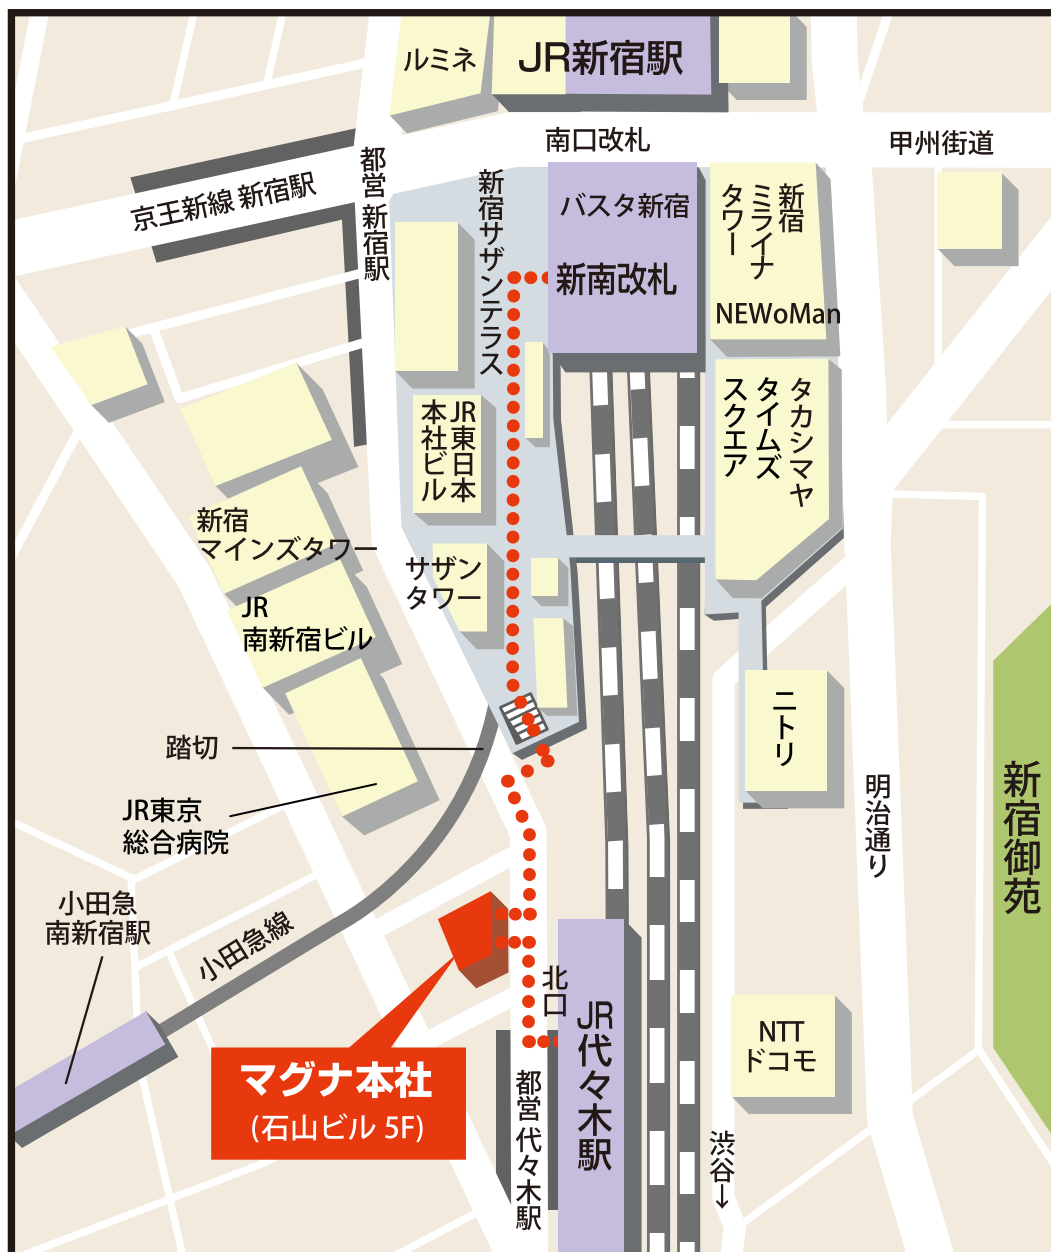 ルミネ
JR新宿駅
南口改札
甲州街道
京王新線 新宿駅
都営 新宿駅
新宿サザンテラス
バスタ新宿
新南改札
新宿
ミライナ
タワー
NEWoMan
JR東日本
本社ビル
タカシマヤ
タイムズ
スクエア
新宿
マインズタワー
サザン
タワー
JR
南新宿ビル
ニトリ
踏切
JR東京
総合病院
明治通り
新宿御苑
小田急
南新宿駅
小田急線
北口
JR代々木駅
NTT
ドコモ
マグナ本社
(石山ビル 5F)
都営 代々木駅
渋谷→